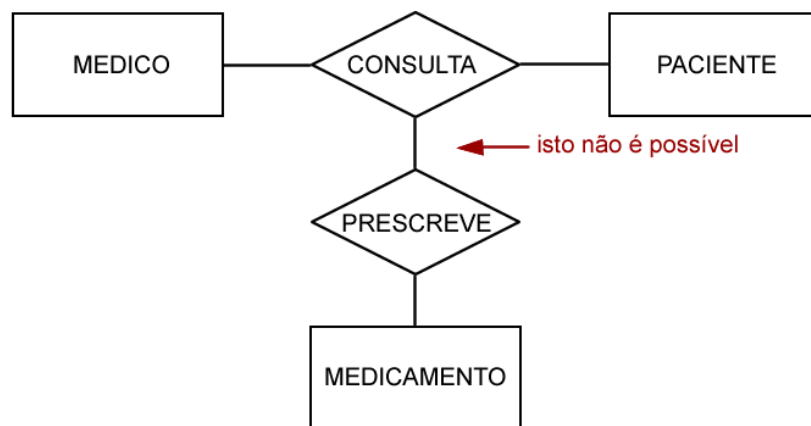 MEDICO
CONSULTA
PACIENTE
isto não é possível
PRESCREVE
MEDICAMENTO